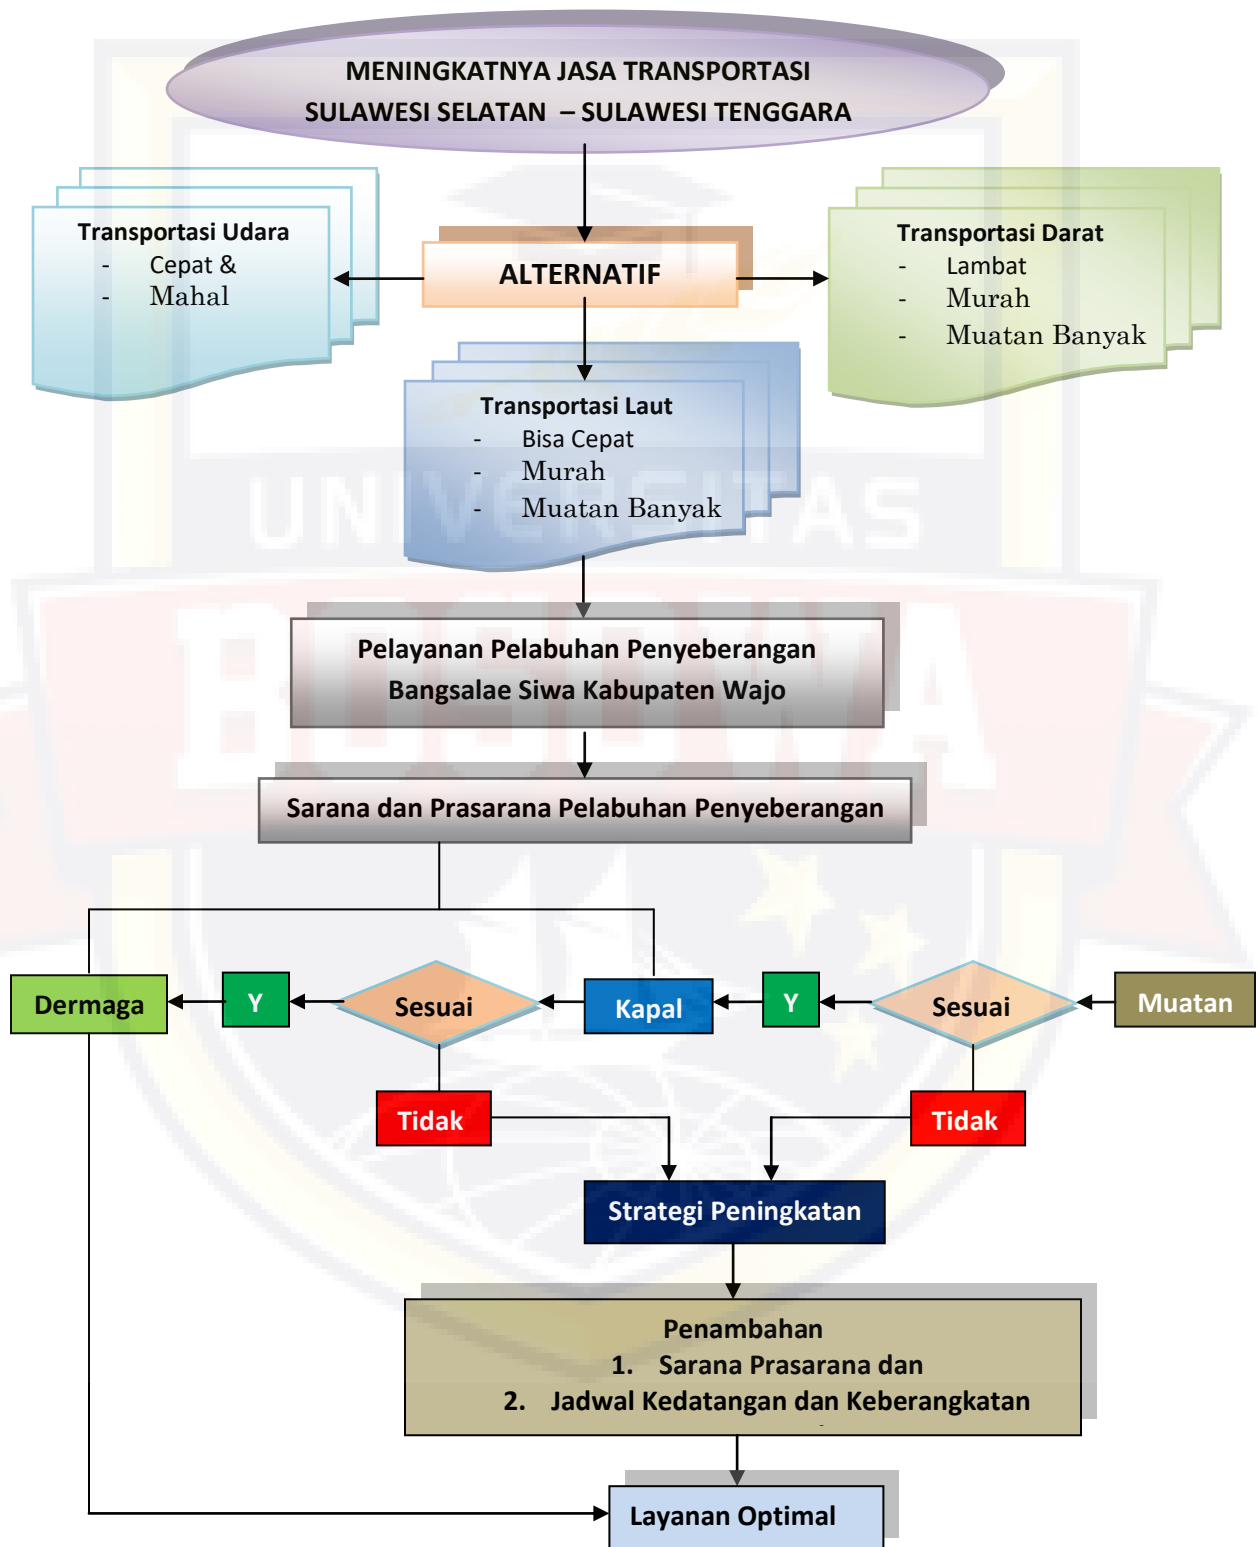 MENINGKATNYA JASA TRANSPORTASI
SULAWESI SELATAN – SULAWESI TENGGARA
Transportasi Udara
- Cepat &
- Mahal
ALTERNATIF
Transportasi Darat
- Lambat
- Murah
- Muatan Banyak
Transportasi Laut
- Bisa Cepat
- Murah
- Muatan Banyak
UNIVERSITAS
BOSOWA
Pelayanan Pelabuhan Penyeberangan
Bangsalae Siwa Kabupaten Wajo
Sarana dan Prasarana Pelabuhan Penyeberangan
Dermaga
Y
Sesuai
Kapal
Y
Sesuai
Muatan
Tidak
Tidak
Strategi Peningkatan
Penambahan
1. Sarana Prasarana dan
2. Jadwal Kedatangan dan Keberangkatan
Layanan Optimal